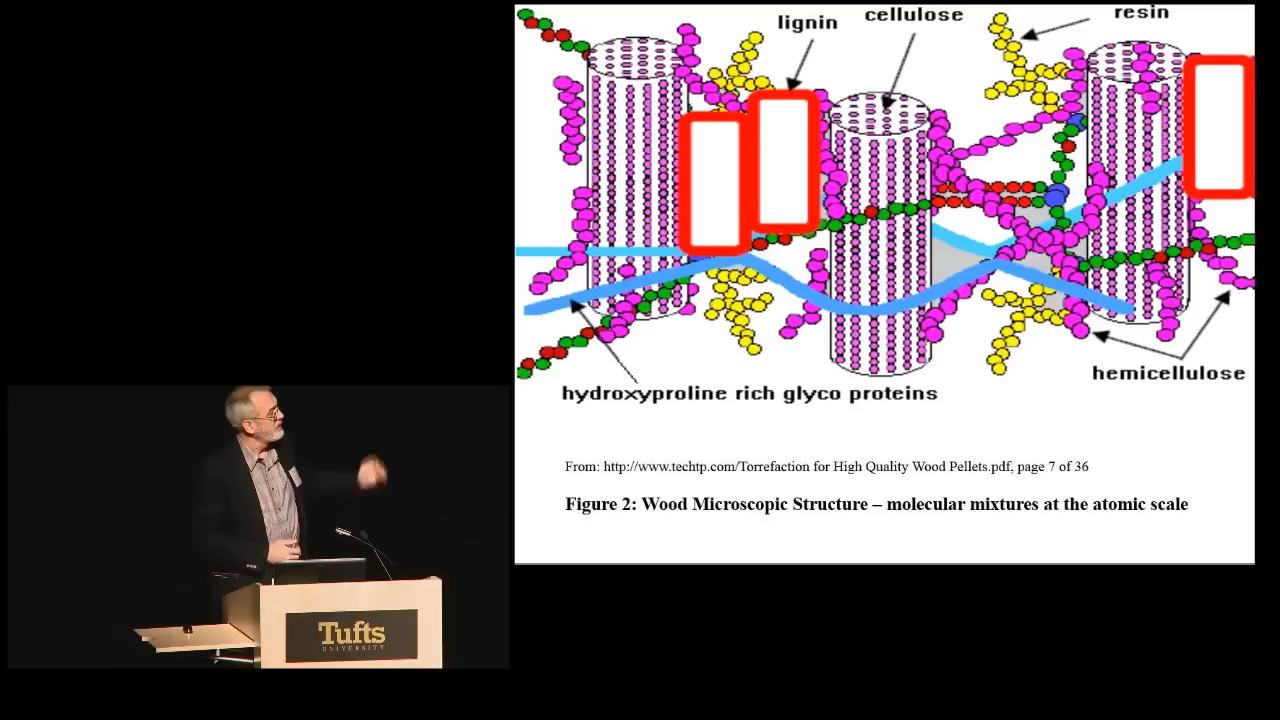 lignin
cellulose
resin
hydroxyproline rich glyco proteins
hemicellulose
From: http://www.techtp.com/Torrefaction for High Quality Wood Pellets.pdf, page 7 of 36
Figure 2: Wood Microscopic Structure – molecular mixtures at the atomic scale
Tufts
UNIVERSITY